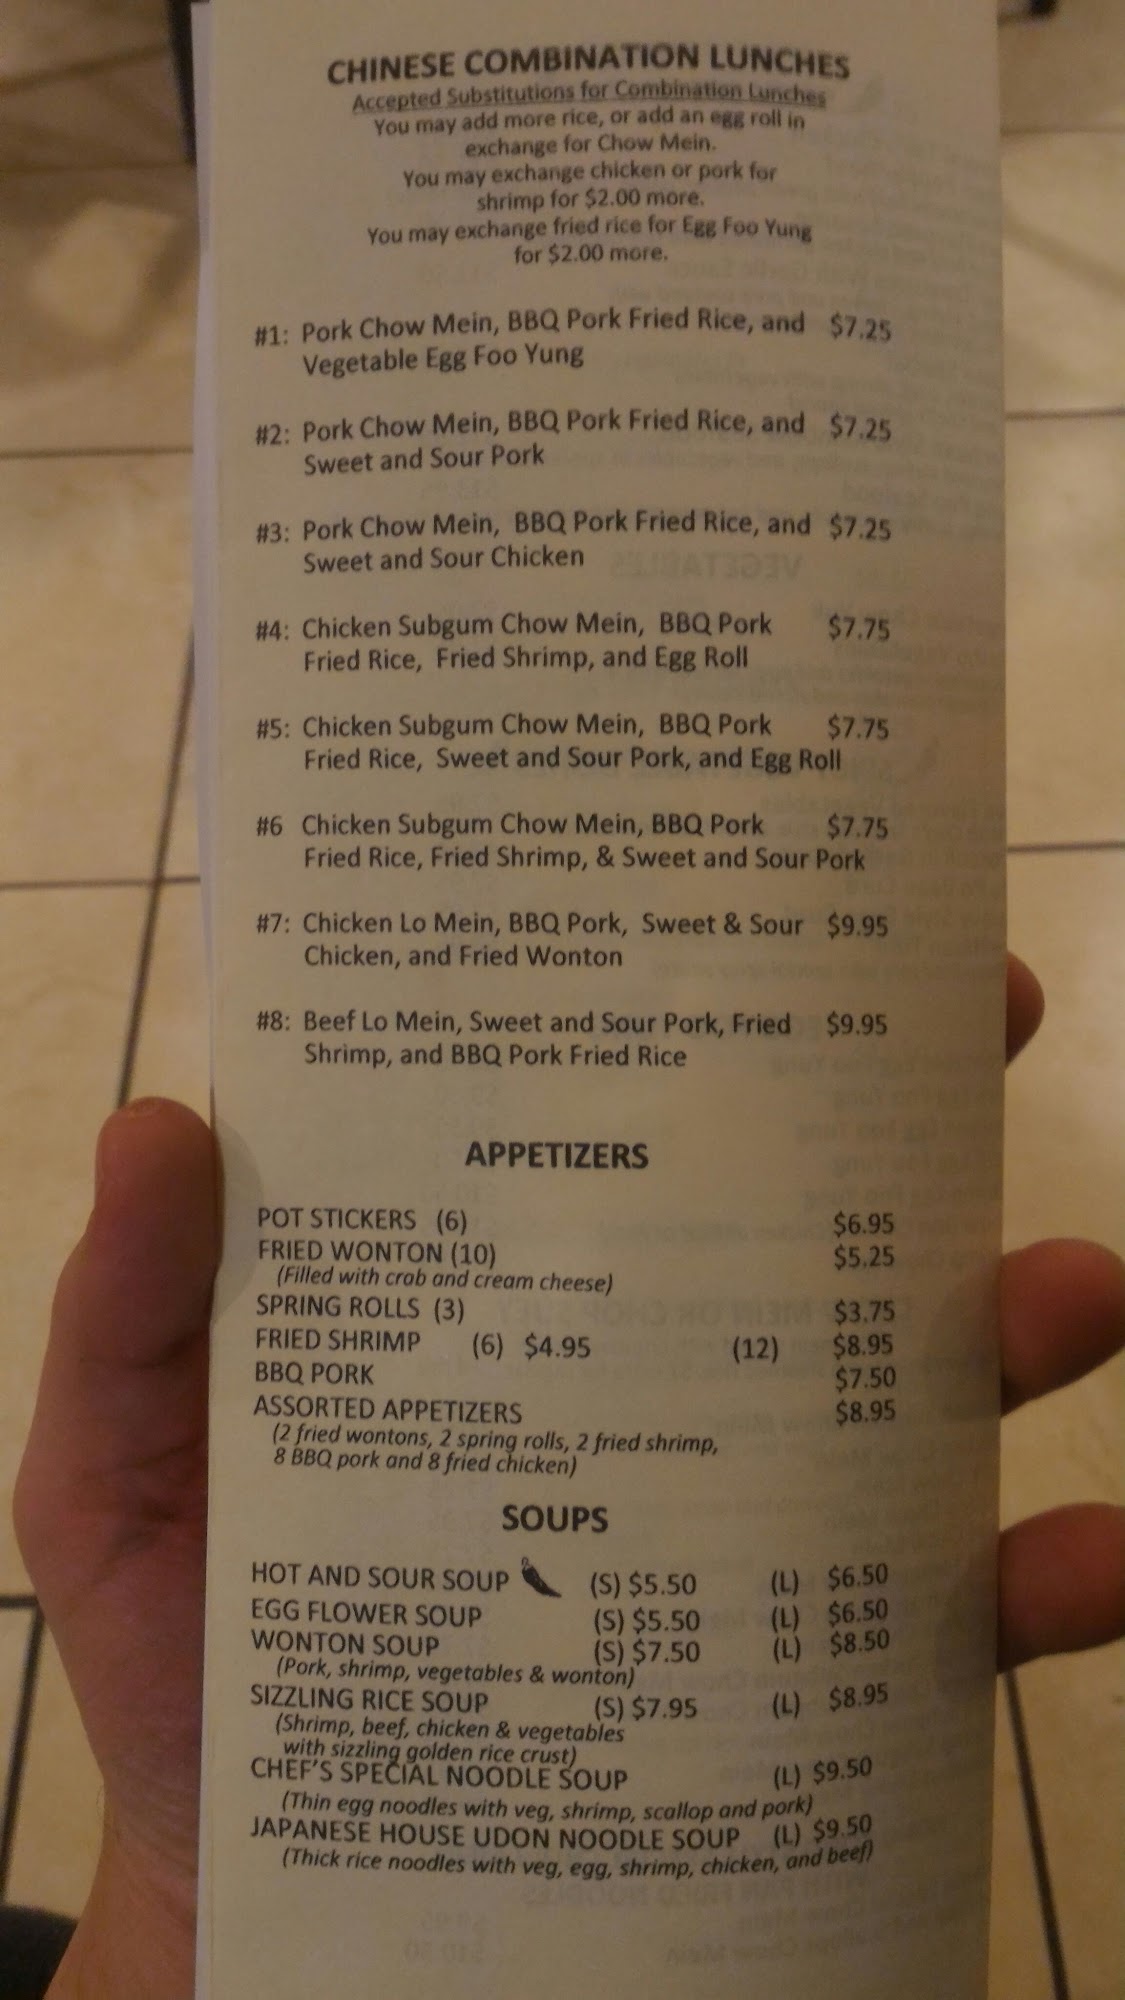 CHINESE COMBINATION LUNCHES
Accepted Substitutions for Combination Lunches
You may add more rice, or add an egg roll in
exchange for Chow Mein.
You may exchange chicken or pork for
shrimp for $2.00 more.
You may exchange fried rice for Egg Foo Yung
for $2.00 more.
#1: Pork Chow Mein, BBQ Pork Fried Rice, and $7.25
Vegetable Egg Foo Yung
#2: Pork Chow Mein, BBQ Pork Fried Rice, and $7.25
Sweet and Sour Pork
#3: Pork Chow Mein, BBQ Pork Fried Rice, and $7.25
Sweet and Sour Chicken
#4: Chicken Subgum Chow Mein, BBQ Pork $7.75
Fried Rice, Fried Shrimp, and Egg Roll
#5: Chicken Subgum Chow Mein, BBQ Pork $7.75
Fried Rice, Sweet and Sour Pork, and Egg Roll
#6 Chicken Subgum Chow Mein, BBQ Pork $7.75
Fried Rice, Fried Shrimp, & Sweet and Sour Pork
#7: Chicken Lo Mein, BBQ Pork, Sweet & Sour $9.95
Chicken, and Fried Wonton
#8: Beef Lo Mein, Sweet and Sour Pork, Fried $9.95
Shrimp, and BBQ Pork Fried Rice
APPETIZERS
POT STICKERS (6) $6.95
FRIED WONTON (10) $5.25
(Filled with crab and cream cheese)
SPRING ROLLS (3) $3.75
FRIED SHRIMP (6) $4.95 (12) $8.95
BBQ PORK $7.50
ASSORTED APPETIZERS $8.95
(2 fried wontons, 2 spring rolls, 2 fried shrimp,
8 BBQ pork and 8 fried chicken)
SOUPS
HOT AND SOUR SOUP (S) $5.50 (L) $6.50
EGG FLOWER SOUP (S) $5.50 (L) $6.50
WONTON SOUP (S) $7.50 (L) $8.50
(Pork, shrimp, vegetables & wonton)
SIZZLING RICE SOUP (S) $7.95 (L) $8.95
(Shrimp, beef, chicken & vegetables
with sizzling golden rice crust)
CHEF'S SPECIAL NOODLE SOUP (L) $9.50
(Thin egg noodles with veg, shrimp, scallop and pork)
JAPANESE HOUSE UDON NOODLE SOUP (L) $9.50
(Thick rice noodles with veg, egg, shrimp, chicken, and beef)